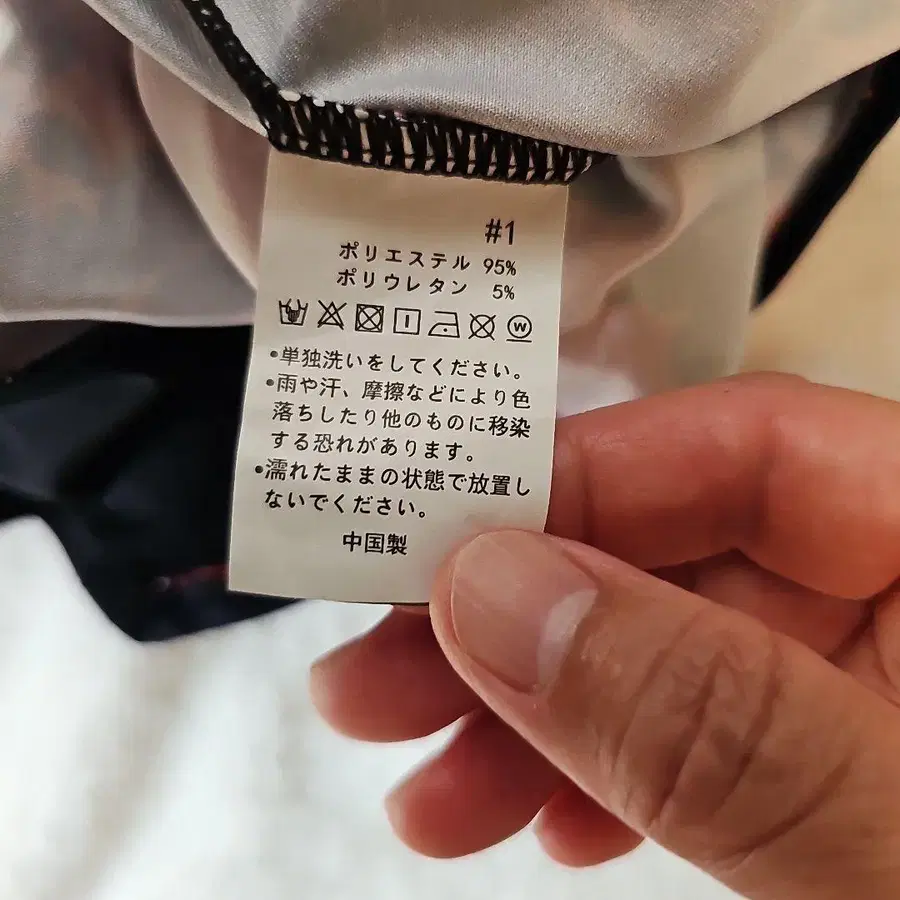 #1
ポリエステル 95%
ポリウレタン 5%
W
•単独洗いをしてください。
•雨や汗、摩擦などにより色
落ちしたり他のものに移染
する恐れがあります。
•濡れたままの状態で放置し
ないでください。
中国製